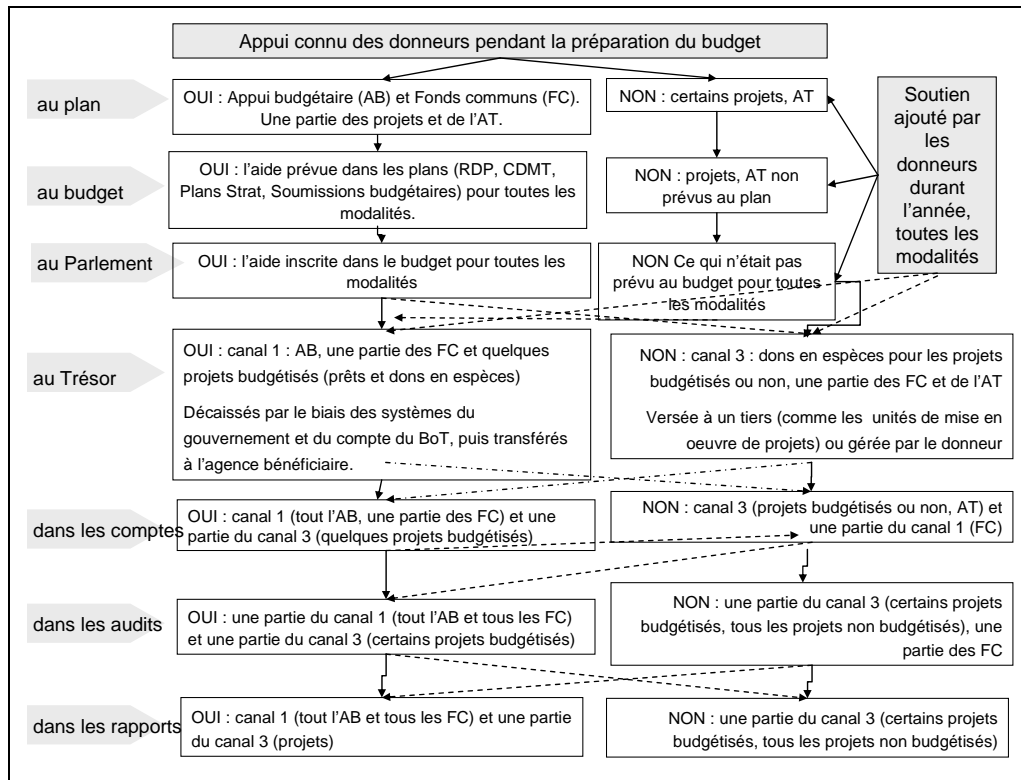 Appui connu des donneurs pendant la préparation du budget
au plan
OUI : Appui budgétaire (AB) et Fonds communs (FC).
Une partie des projets et de l'AT.
NON : certains projets, AT
Soutien
ajouté par
les
donneurs
durant
l'année,
toutes les
modalités
au budget
OUI : l'aide prévue dans les plans (RDP, CDMT,
Plans Strat, Soumissions budgétaires) pour toutes les
modalités.
NON : projets, AT non
prévus au plan
au Parlement
OUI : l'aide inscrite dans le budget pour toutes les
modalités
NON Ce qui n'était pas
prévu au budget pour toutes
les modalités
au Trésor
OUI : canal 1 : AB, une partie des FC et quelques
projets budgétisés (prêts et dons en espèces)
Décaissés par le biais des systèmes du
gouvernement et du compte du BoT, puis transférés
à l'agence bénéficiaire.
NON : canal 3 : dons en espèces pour les projets
budgétisés ou non, une partie des FC et de l'AT
Versée à un tiers (comme les unités de mise en
oeuvre de projets) ou gérée par le donneur
dans les comptes
OUI : canal 1 (tout l'AB, une partie des FC) et une
partie du canal 3 (quelques projets budgétisés)
NON : canal 3 (projets budgétisés ou non, AT) et
une partie du canal 1 (FC)
dans les audits
OUI : une partie du canal 1 (tout l'AB et tous les FC)
et une partie du canal 3 (certains projets budgétisés)
NON : une partie du canal 3 (certains projets
budgétisés, tous les projets non budgétisés), une
partie des FC
dans les rapports
OUI : canal 1 (tout l'AB et tous les FC) et une partie
du canal 3 (projets)
NON : une partie du canal 3 (certains projets
budgétisés, tous les projets non budgétisés)